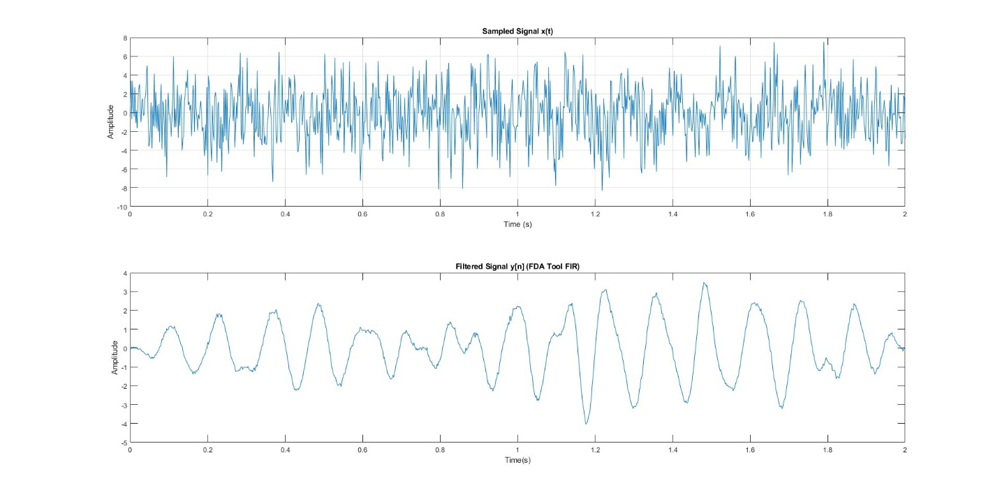 Sampled Signal x(t)
8
6
4
2
0
-2
-4
-6
-8
-10
Amplitude
0 0.2 0.4 0.6 0.8 1 1.2 1.4 1.6 1.8 2
Time (s)
Filtered Signal y[n] (FDA Tool FIR)
4
3
2
1
0
-1
-2
-3
-4
-5
Amplitude
0 0.2 0.4 0.6 0.8 1 1.2 1.4 1.6 1.8 2
Time(s)